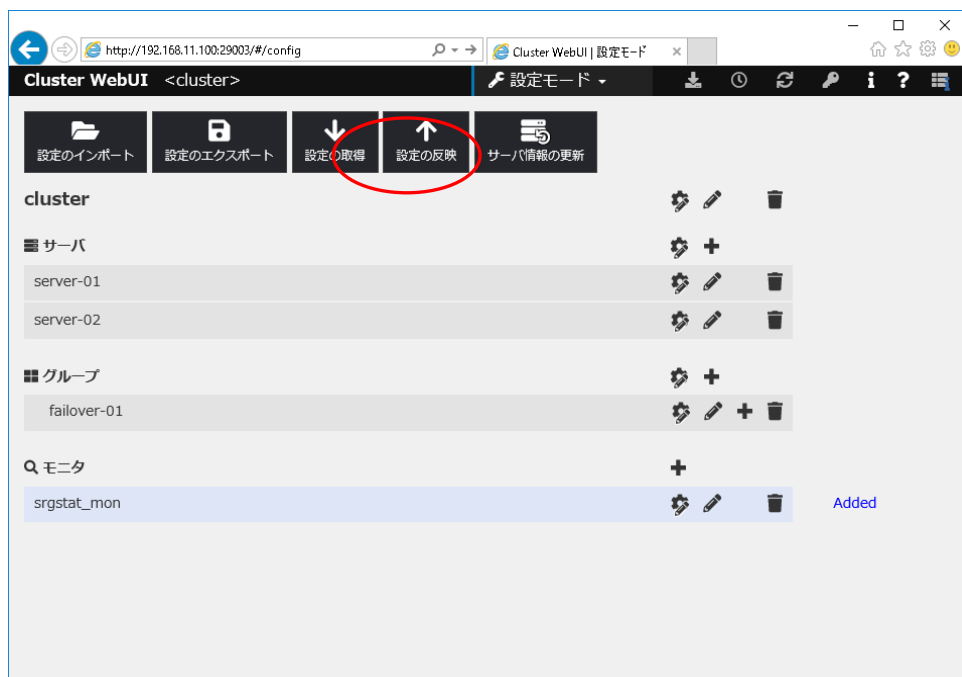 http://192.168.11.100:29003/#/config
Cluster WebUI | 設定モード
Cluster WebUI <cluster>
設定モード
設定のインポート
設定のエクスポート
設定の取得
設定の反映
サーバ情報の更新
cluster
サーバ
server-01
server-02
グループ
failover-01
モニタ
srgstat_mon
Added